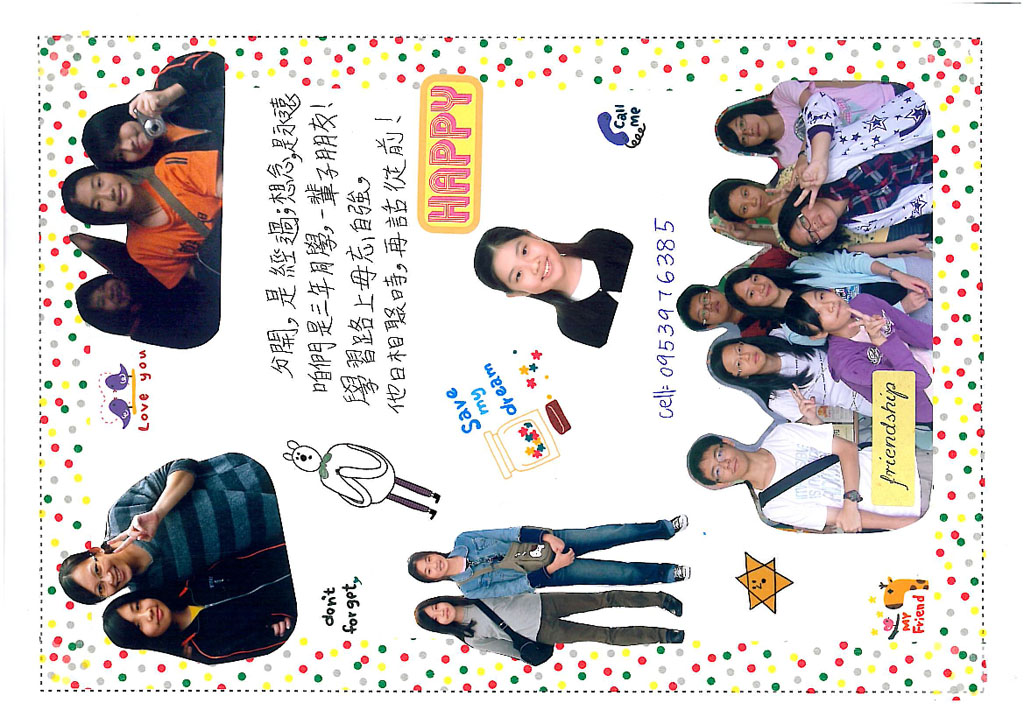 分開，是經過；想念，是永遠
咱們是三年同學，一輩子朋友！
學習路上毋忘自強，
他日相聚時，再話從前！
HAPPY
Call
Me
Love you
Save
my
dream
cell: 0953976385
friendship
don't
forget,
MY
Friend